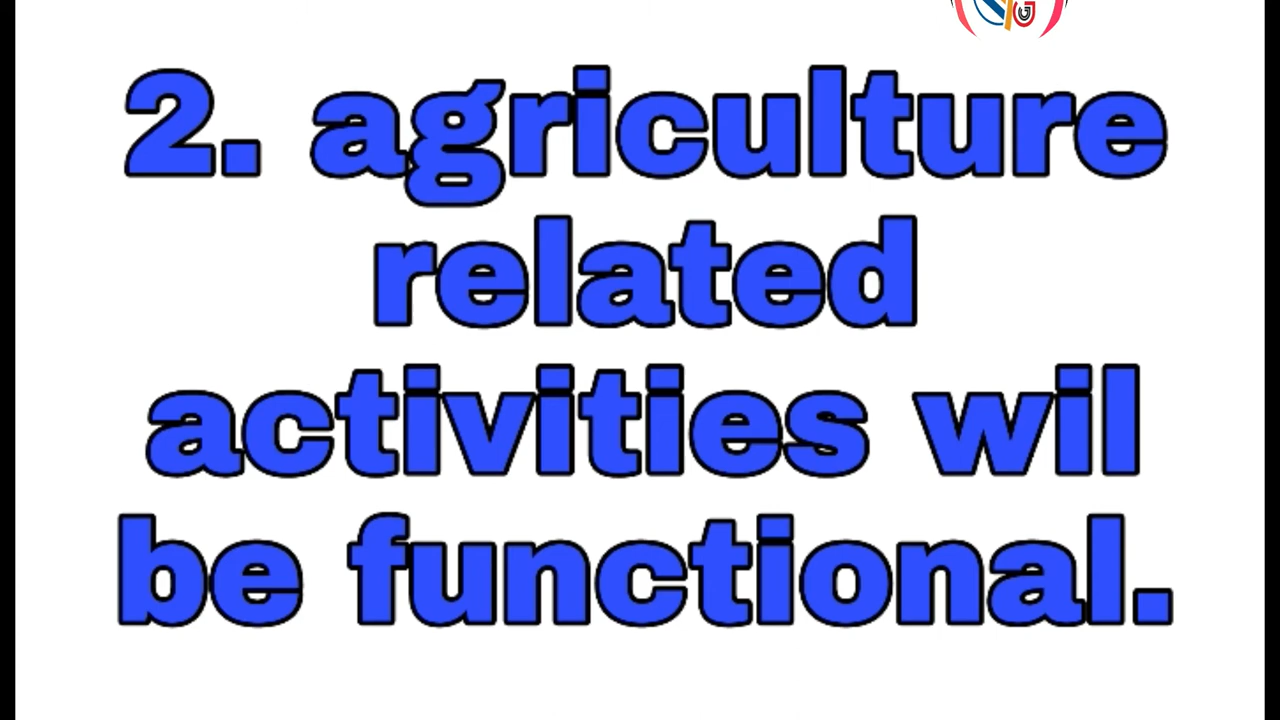 2. agriculture
related
activities wil
be functional.